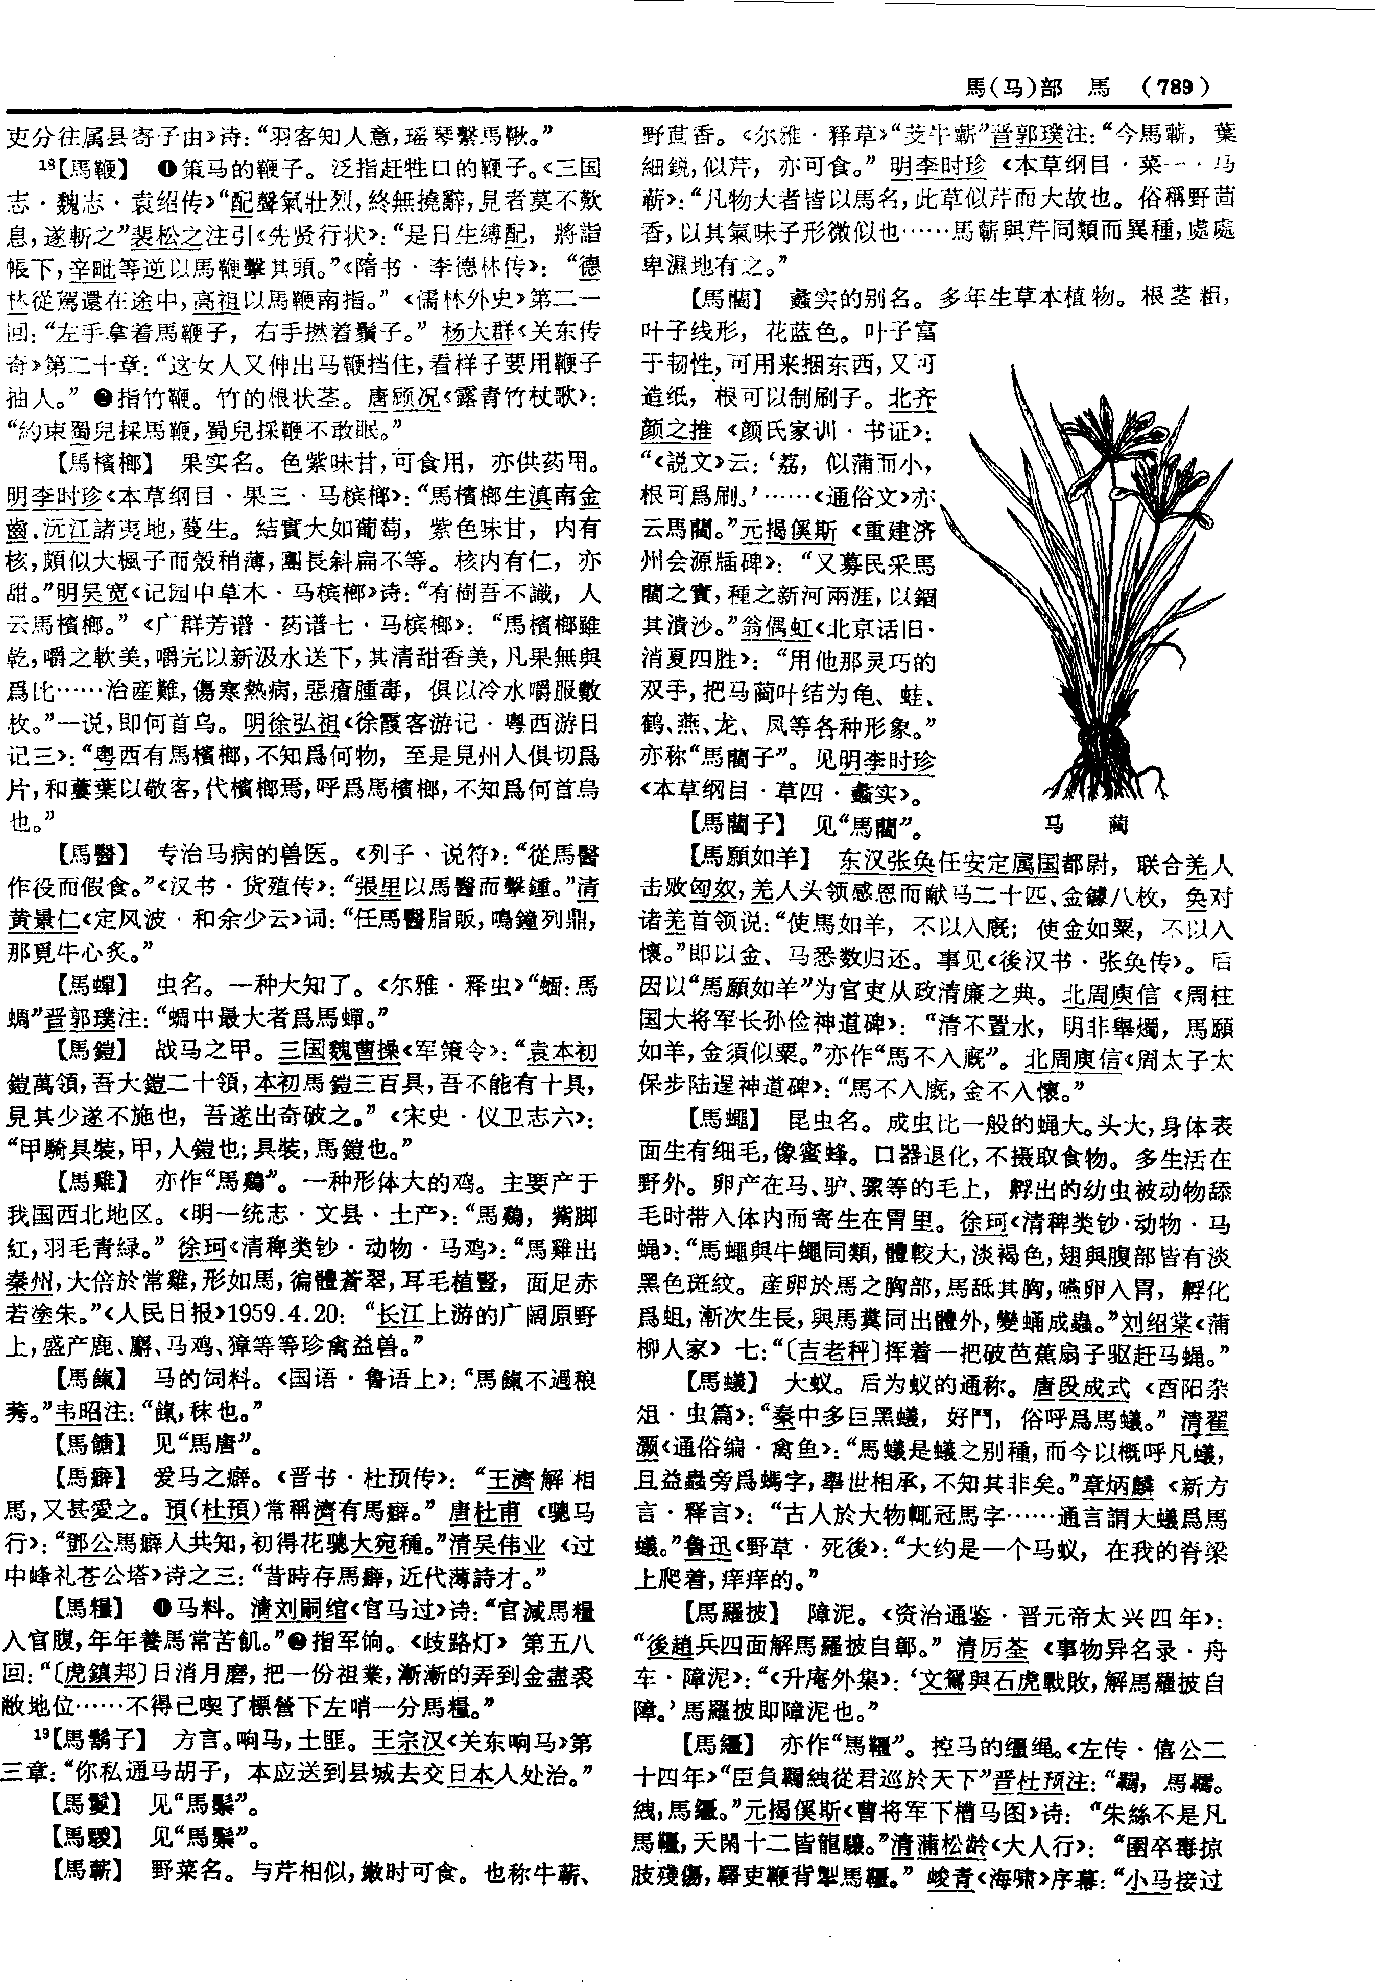 馬(马)部　馬　(789)
吏分往属县寄子由》诗：“羽客知人意，瑶琴繫馬鞦。”
¹⁸【馬鞭】　❶策马的鞭子。泛指赶牲口的鞭子。《三国
志·魏志·袁绍传》“配聲氣壯烈，終無撓辭，見者莫不歎
息，遂斬之”裴松之注引《先贤行状》：“是日生縛配，將詣
帳下，辛毗等逆以馬鞭擊其頭。”《隋书·李德林传》：“德
林從駕還在途中，高祖以馬鞭南指。”《儒林外史》第二一
回：“左手拿着馬鞭子，右手撚着鬚子。”杨大群《关东传
奇》第二十章：“这女人又伸出马鞭挡住，看样子要用鞭子
抽人。”❷指竹鞭。竹的根状茎。唐顾况《露青竹杖歌》：
“約束蜀兒採馬鞭，蜀兒採鞭不敢眠。”
【馬檳榔】　果实名。色紫味甘，可食用，亦供药用。
明李时珍《本草纲目·果三·马槟榔》：“馬檳榔生滇南金
齒、沅江諸夷地，蔓生。結實大如葡萄，紫色味甘，内有
核，頗似大楓子而殼稍薄，團長斜扁不等。核内有仁，亦
甜。”明吴宽《记园中草木·马槟榔》诗：“有樹吾不識，人
云馬檳榔。”《广群芳谱·药谱七·马槟榔》：“馬檳榔雖
乾，嚼之軟美，嚼完以新汲水送下，其清甜香美，凡果無與
爲比……治産難，傷寒熱病，惡瘡腫毒，俱以冷水嚼服數
枚。”一说，即何首乌。明徐弘祖《徐霞客游记·粤西游日
记三》：“粤西有馬檳榔，不知爲何物，至是見州人俱切爲
片，和蔞葉以敬客，代檳榔焉，呼爲馬檳榔，不知爲何首烏
也。”
【馬醫】　专治马病的兽医。《列子·说符》：“從馬醫
作役而假食。”《汉书·货殖传》：“張里以馬醫而擊鍾。”清
黄景仁《定风波·和余少云》词：“任馬醫脂販，鳴鐘列鼎，
那覓牛心炙。”
【馬蟬】　虫名。一种大知了。《尔雅·释虫》“蝒：馬
蜩”晋郭璞注：“蜩中最大者爲馬蟬。”
【馬鎧】　战马之甲。三国魏曹操《军策令》：“袁本初
鎧萬領，吾大鎧二十領，本初馬鎧三百具，吾不能有十具，
見其少遂不施也，吾遂出奇破之。”《宋史·仪卫志六》：
“甲騎具裝，甲，人鎧也；具裝，馬鎧也。”
【馬雞】　亦作“馬鷄”。一种形体大的鸡。主要产于
我国西北地区。《明一统志·文县·土产》：“馬鷄，嘴脚
紅，羽毛青緑。”徐珂《清稗类钞·动物·马鸡》：“馬雞出
秦州，大倍於常雞，形如馬，徧體蒼翠，耳毛植豎，面足赤
若塗朱。”《人民日报》1959.4.20：“长江上游的广阔原野
上，盛产鹿、麝、马鸡、獐等等珍禽益兽。”
【馬餼】　马的饲料。《国语·鲁语上》：“馬餼不過稂
莠。”韦昭注：“餼，秣也。”
【馬餹】　见“馬唐”。
【馬癖】　爱马之癖。《晋书·杜预传》：“王濟解相
馬，又甚愛之。預(杜預)常稱濟有馬癖。”唐杜甫《骢马
行》：“鄧公馬癖人共知，初得花驄大宛種。”清吴伟业《过
中峰礼苍公塔》诗之三：“昔時存馬癖，近代薄詩才。”
【馬糧】　❶马料。清刘嗣绾《官马过》诗：“官減馬糧
入官腹，年年養馬常苦飢。”❷指军饷。《歧路灯》第五八
回：“〔虎鎮邦〕日消月磨，把一份祖業，漸漸的弄到金盡裘
敝地位……不得已喫了標營下左哨一分馬糧。”
¹⁹【馬鬍子】　方言。响马，土匪。王宗汉《关东响马》第
三章：“你私通马胡子，本应送到县城去交日本人处治。”
【馬鬉】　见“馬鬃”。
【馬騣】　见“馬鬃”。
【馬蘄】　野菜名。与芹相似，嫩时可食。也称牛蘄、
野茴香。《尔雅·释草》“茭牛蘄”晋郭璞注：“今馬蘄，葉
細鋭，似芹，亦可食。”明李时珍《本草纲目·菜一·马
蕲》：“凡物大者皆以馬名，此草似芹而大故也。俗稱野茴
香，以其氣味子形微似也……馬蘄與芹同類而異種，處處
卑濕地有之。”
【馬藺】　蠡实的别名。多年生草本植物。根茎粗，
叶子线形，花蓝色。叶子富
于韧性，可用来捆东西，又可
造纸，根可以制刷子。北齐
颜之推《颜氏家训·书证》：
“《説文》云：‘荔，似蒲而小，
根可爲刷。’……《通俗文》亦
云馬藺。”元揭傒斯《重建济
州会源牐碑》：“又募民采馬
藺之實，種之新河兩涯，以錮
其潰沙。”翁偶虹《北京话旧·
消夏四胜》：“用他那灵巧的
双手，把马蔺叶结为龟、蛙、
鹤、燕、龙、凤等各种形象。”
亦称“馬藺子”。见明李时珍
《本草纲目·草四·蠡实》。
【馬藺子】　见“馬藺”。
马　蔺
【馬願如羊】　东汉张奂任安定属国都尉，联合羌人
击败匈奴，羌人头领感恩而献马二十匹、金鐻八枚，奂对
诸羌首领说：“使馬如羊，不以入廄；使金如粟，不以入
懷。”即以金、马悉数归还。事见《後汉书·张奂传》。后
因以“馬願如羊”为官吏从政清廉之典。北周庾信《周柱
国大将军长孙俭神道碑》：“清不置水，明非舉燭，馬願
如羊，金須似粟。”亦作“馬不入廄”。北周庾信《周太子太
保步陆逞神道碑》：“馬不入廄，金不入懷。”
【馬蠅】　昆虫名。成虫比一般的蝇大。头大，身体表
面生有细毛，像蜜蜂。口器退化，不摄取食物。多生活在
野外。卵产在马、驴、骡等的毛上，孵出的幼虫被动物舔
毛时带入体内而寄生在胃里。徐珂《清稗类钞·动物·马
蝇》：“馬蠅與牛蠅同類，體較大，淡褐色，翅與腹部皆有淡
黑色斑紋。産卵於馬之胸部，馬舐其胸，嚥卵入胃，孵化
爲蛆，漸次生長，與馬糞同出體外，變蛹成蟲。”刘绍棠《蒲
柳人家》七：“〔吉老秤〕挥着一把破芭蕉扇子驱赶马蝇。”
【馬蟻】　大蚁。后为蚁的通称。唐段成式《酉阳杂
俎·虫篇》：“秦中多巨黑蟻，好鬥，俗呼爲馬蟻。”清翟
灏《通俗编·禽鱼》：“馬蟻是蟻之别種，而今以概呼凡蟻，
且益蟲旁爲螞字，舉世相承，不知其非矣。”章炳麟《新方
言·释言》：“古人於大物輒冠馬字……通言謂大蟻爲馬
蟻。”鲁迅《野草·死後》：“大约是一个马蚁，在我的脊梁
上爬着，痒痒的。”
【馬羅披】　障泥。《资治通鉴·晋元帝太兴四年》：
“後趙兵四面解馬羅披自鄣。”清厉荃《事物异名录·舟
车·障泥》：“《升庵外集》：‘文鴛與石虎戰敗，解馬羅披自
障。’馬羅披即障泥也。”
【馬繮】　亦作“馬韁”。控马的缰绳。《左传·僖公二
十四年》“臣負羈絏從君巡於天下”晋杜预注：“羈，馬羈。
絏，馬繮。”元揭傒斯《曹将军下槽马图》诗：“朱絲不是凡
馬韁，天閑十二皆龍驤。”清蒲松龄《大人行》：“圉卒毒掠
肢殘傷，驛吏鞭背掣馬韁。”峻青《海啸》序幕：“小马接过